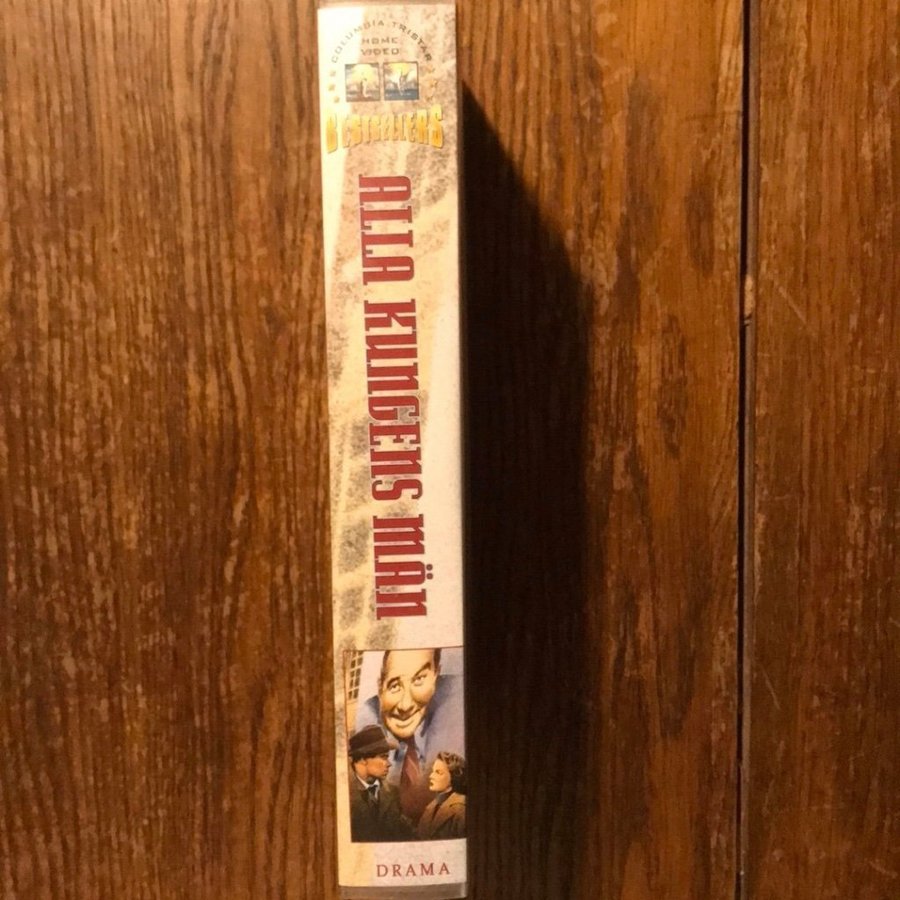 COLUMBIA TRISTAR
HOME
VIDEO
BESTSELLERS
ALLA KUNGENS MÄN
DRAMA